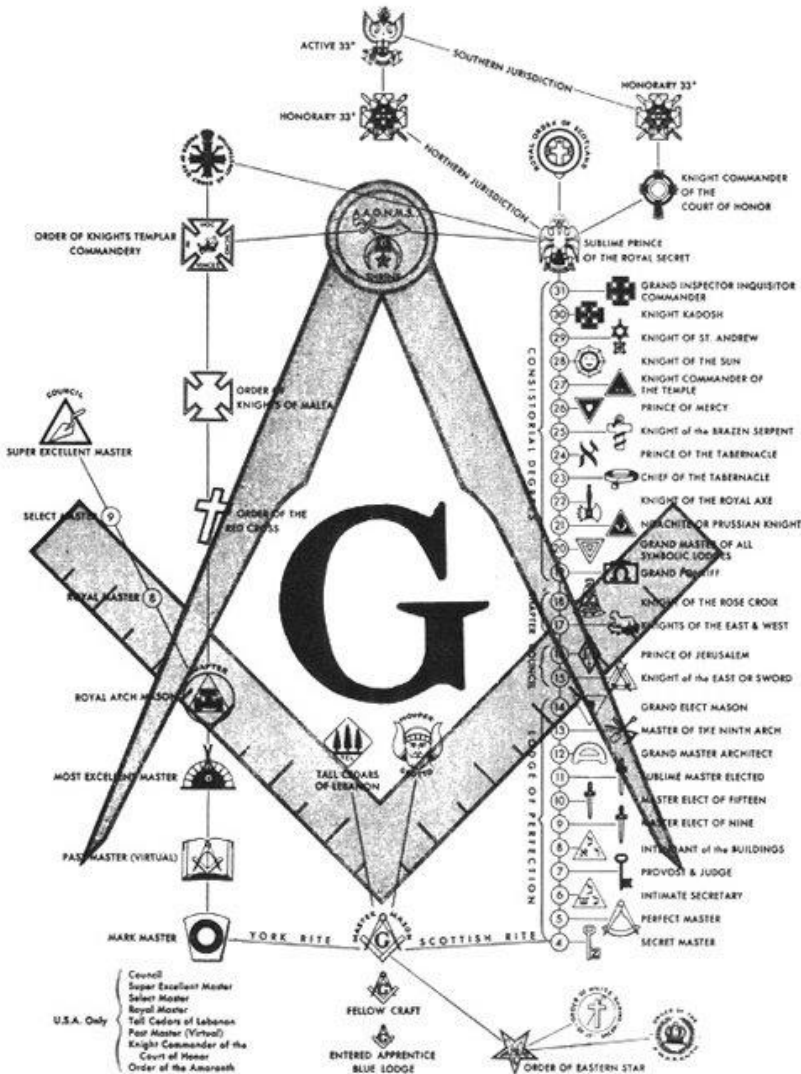 ACTIVE 33°
SOUTHERN JURISDICTION
HONORARY 33°
HONORARY 33°
NORTHERN JURISDICTION
ROYAL ORDER OF SCOTLAND
KNIGHT COMMANDER
OF THE
COURT OF HONOR
ORDER OF KNIGHTS TEMPLAR
COMMANDERY
A.A.O.N.M.S.
SHRINE
SUBLIME PRINCE
OF THE ROYAL SECRET
31
GRAND INSPECTOR INQUISITOR
COMMANDER
30
KNIGHT KADOSH
29
KNIGHT OF ST. ANDREW
28
KNIGHT OF THE SUN
27
KNIGHT COMMANDER OF
THE TEMPLE
26
PRINCE OF MERCY
25
KNIGHT of the BRAZEN SERPENT
24
PRINCE OF THE TABERNACLE
23
CHIEF OF THE TABERNACLE
22
KNIGHT OF THE ROYAL AXE
21
NOACHITE OR PRUSSIAN KNIGHT
20
GRAND MASTER OF ALL
SYMBOLIC LODGES
19
GRAND PONTIFF
CONSISTORIAL DEGREES
18
KNIGHT OF THE ROSE CROIX
17
KNIGHTS OF THE EAST & WEST
CHAPTER
16
PRINCE OF JERUSALEM
15
KNIGHT of the EAST OR SWORD
COUNCIL
14
GRAND ELECT MASON
13
MASTER OF THE NINTH ARCH
12
GRAND MASTER ARCHITECT
11
SUBLIME MASTER ELECTED
10
MASTER ELECT OF FIFTEEN
9
MASTER ELECT OF NINE
8
INTENDANT of the BUILDINGS
7
PROVOST & JUDGE
6
INTIMATE SECRETARY
5
PERFECT MASTER
4
SECRET MASTER
LODGE OF PERFECTION
ORDER OF
KNIGHTS OF MALTA
COUNCIL
SUPER EXCELLENT MASTER
ORDER OF THE
RED CROSS
SELECT MASTER 9
ROYAL MASTER 8
CHAPTER
ROYAL ARCH MASON
MOST EXCELLENT MASTER
PAST MASTER (VIRTUAL)
MARK MASTER
G
T.C.L.
TALL CEDARS
OF LEBANON
MOVPER
GROTTO
YORK RITE
MASTER MASON
G
SCOTTISH RITE
G
FELLOW CRAFT
G
ENTERED APPRENTICE
BLUE LODGE
ORDER OF EASTERN STAR
U.S.A. Only
Council
Super Excellent Master
Select Master
Royal Master
Tall Cedars of Lebanon
Past Master (Virtual)
Knight Commander of the
Court of Honor
Order of the Amaranth